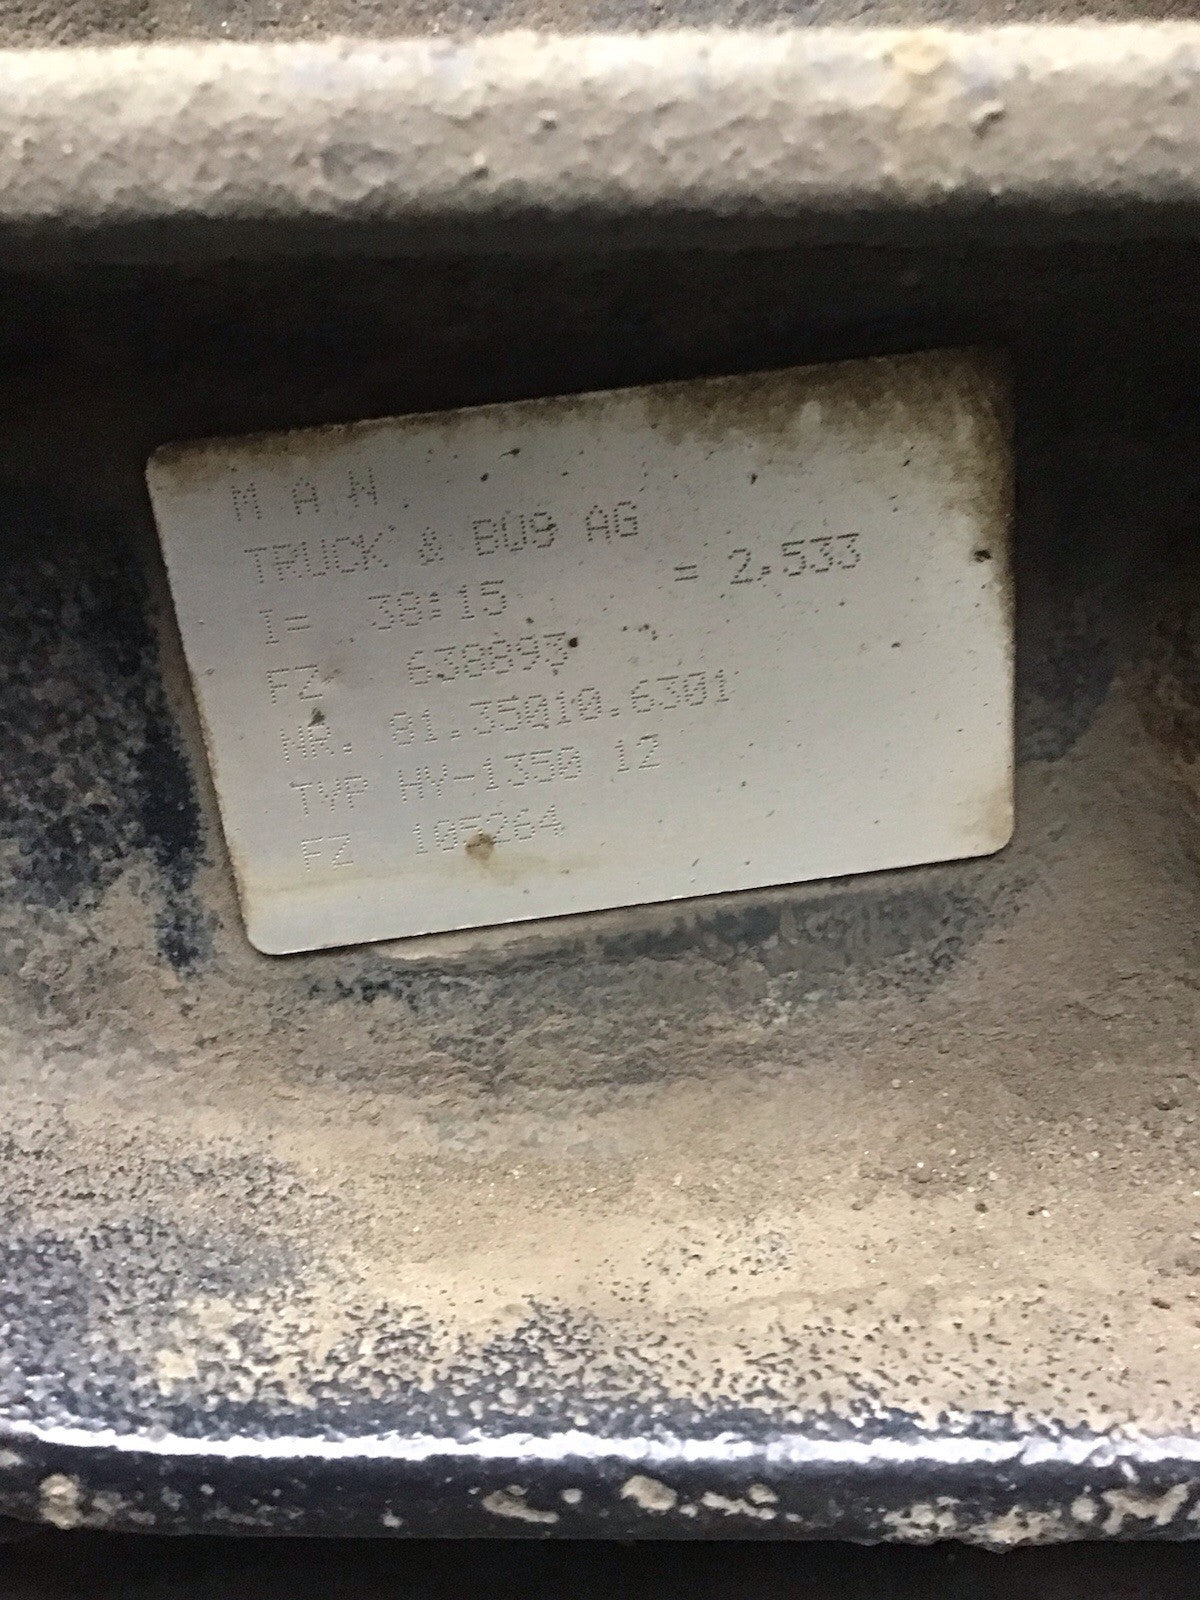 M A N
TRUCK & BUS AG
I= 38:15 = 2,533
FZ 638893
NR. 81.35010.6301
TYP HY-1350 12
FZ 105264